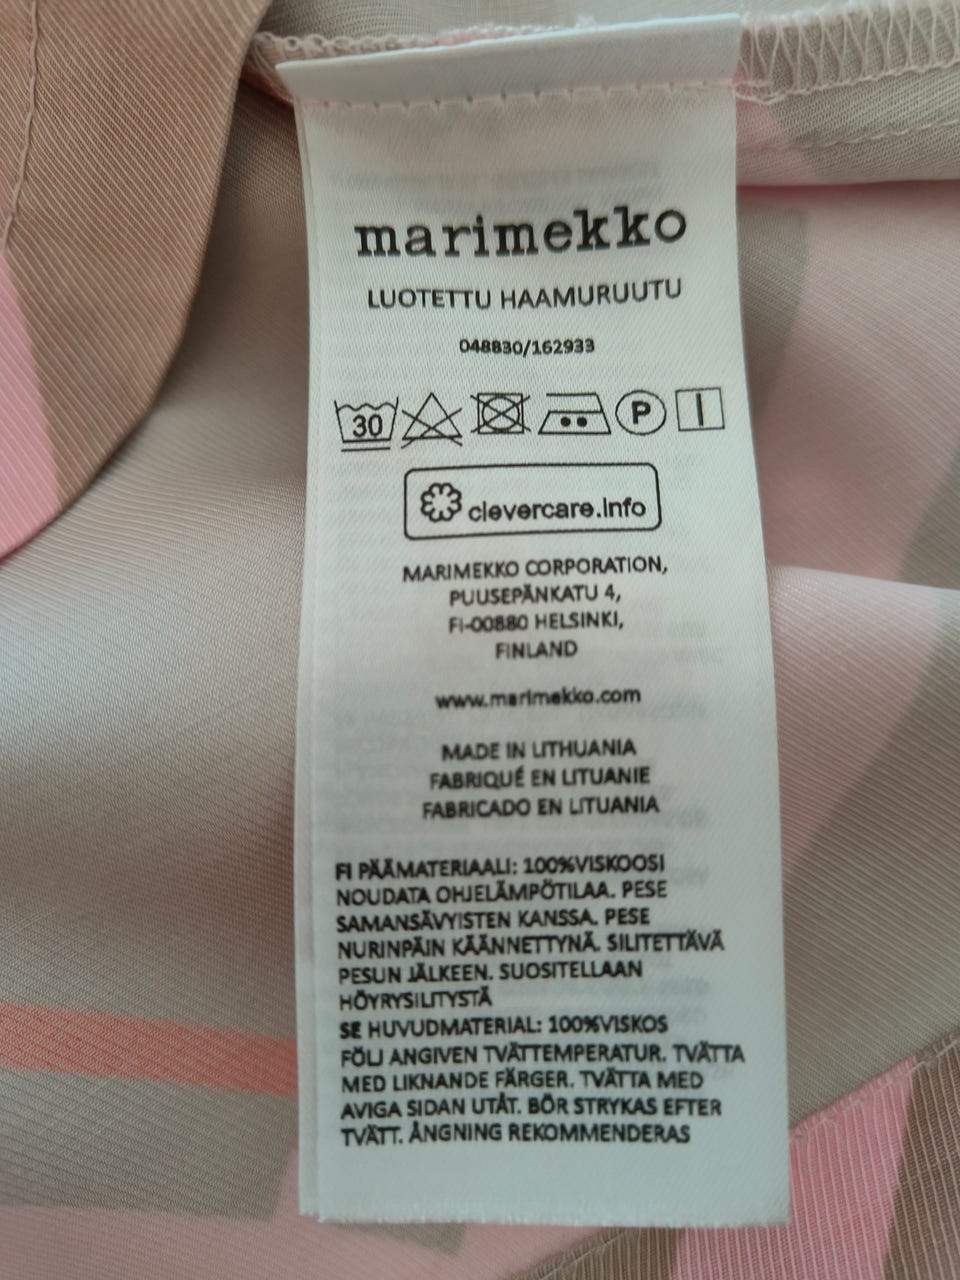 marimekko
LUOTETTU HAAMURUUTU
048830/162933
30 P
clevercare.info
MARIMEKKO CORPORATION,
PUUSEPÄNKATU 4,
FI-00880 HELSINKI,
FINLAND
www.marimekko.com
MADE IN LITHUANIA
FABRIQUÉ EN LITUANIE
FABRICADO EN LITUANIA
FI PÄÄMATERIAALI: 100%VISKOOSI
NOUDATA OHJELÄMPÖTILAA. PESE
SAMANSÄVYISTEN KANSSA. PESE
NURINPÄIN KÄÄNNETTYNÄ. SILITETTÄVÄ
PESUN JÄLKEEN. SUOSITELLAAN
HÖYRYSILITYSTÄ
SE HUVUDMATERIAL: 100%VISKOS
FÖLJ ANGIVEN TVÄTTEMPERATUR. TVÄTTA
MED LIKNANDE FÄRGER. TVÄTTA MED
AVIGA SIDAN UTÅT. BÖR STRYKAS EFTER
TVÄTT. ÅNGNING REKOMMENDERAS